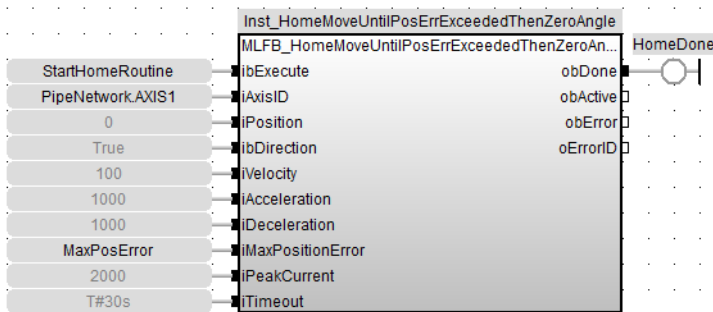 Inst_HomeMoveUntilPosErrExceededThenZeroAngle
MLFB_HomeMoveUntilPosErrExceededThenZeroAn...
HomeDone
StartHomeRoutine ibExecute obDone
PipeNetwork.AXIS1 iAxisID obActive
0 iPosition obError
True ibDirection oErrorID
100 iVelocity
1000 iAcceleration
1000 iDeceleration
MaxPosError iMaxPositionError
2000 iPeakCurrent
T#30s iTimeout